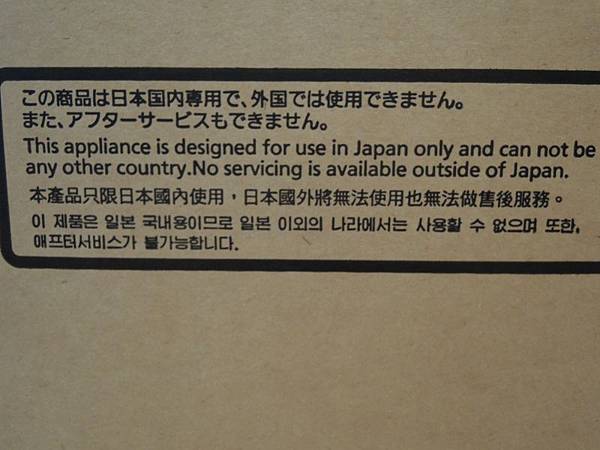 この商品は日本国内専用で、外国では使用できません。
また、アフターサービスもできません。
This appliance is designed for use in Japan only and can not be
any other country.No servicing is available outside of Japan.
本產品只限日本國內使用，日本國外將無法使用也無法做售後服務。
이 제품은 일본 국내용이므로 일본 이외의 나라에서는 사용할 수 없으며 또한,
애프터서비스가 불가능합니다.